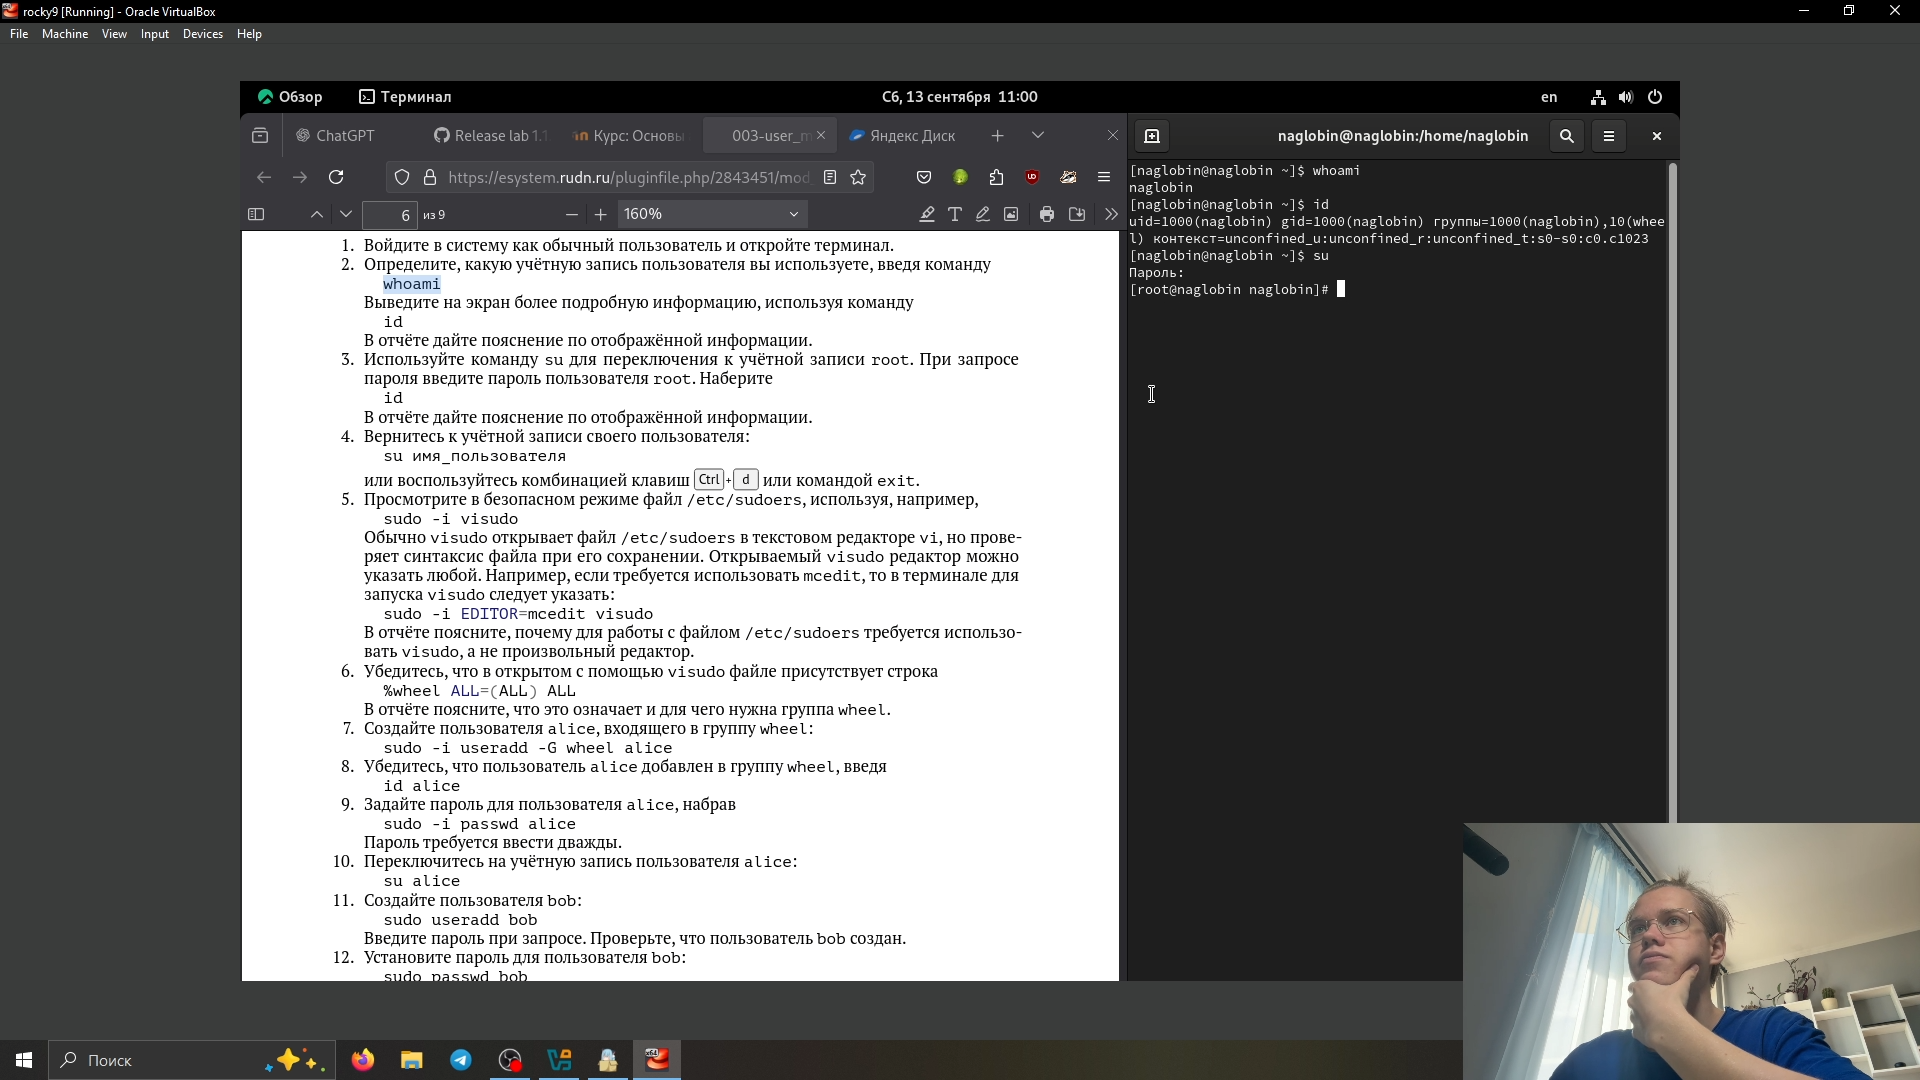 rocky9 [Running] - Oracle VirtualBox
File Machine View Input Devices Help
Обзор Терминал Сб, 13 сентября 11:00 en
ChatGPT Release lab 1.1 Курс: Основы 003-user_m Яндекс Диск
naglobin@naglobin:/home/naglobin
https://esystem.rudn.ru/pluginfile.php/2843451/mod_
6 из 9 160%
1. Войдите в систему как обычный пользователь и откройте терминал.
2. Определите, какую учётную запись пользователя вы используете, введя команду
whoami
Выведите на экран более подробную информацию, используя команду
id
В отчёте дайте пояснение по отображённой информации.
3. Используйте команду su для переключения к учётной записи root. При запросе
пароля введите пароль пользователя root. Наберите
id
В отчёте дайте пояснение по отображённой информации.
4. Вернитесь к учётной записи своего пользователя:
su имя_пользователя
или воспользуйтесь комбинацией клавиш Ctrl + d или командой exit.
5. Просмотрите в безопасном режиме файл /etc/sudoers, используя, например,
sudo -i visudo
Обычно visudo открывает файл /etc/sudoers в текстовом редакторе vi, но прове-
ряет синтаксис файла при его сохранении. Открываемый visudo редактор можно
указать любой. Например, если требуется использовать mcedit, то в терминале для
запуска visudo следует указать:
sudo -i EDITOR=mcedit visudo
В отчёте поясните, почему для работы с файлом /etc/sudoers требуется использо-
вать visudo, а не произвольный редактор.
6. Убедитесь, что в открытом с помощью visudo файле присутствует строка
%wheel ALL=(ALL) ALL
В отчёте поясните, что это означает и для чего нужна группа wheel.
7. Создайте пользователя alice, входящего в группу wheel:
sudo -i useradd -G wheel alice
8. Убедитесь, что пользователь alice добавлен в группу wheel, введя
id alice
9. Задайте пароль для пользователя alice, набрав
sudo -i passwd alice
Пароль требуется ввести дважды.
10. Переключитесь на учётную запись пользователя alice:
su alice
11. Создайте пользователя bob:
sudo useradd bob
Введите пароль при запросе. Проверьте, что пользователь bob создан.
12. Установите пароль для пользователя bob:
sudo passwd bob
[naglobin@naglobin ~]$ whoami
naglobin
[naglobin@naglobin ~]$ id
uid=1000(naglobin) gid=1000(naglobin) группы=1000(naglobin),10(whee
l) контекст=unconfined_u:unconfined_r:unconfined_t:s0-s0:c0.c1023
[naglobin@naglobin ~]$ su
Пароль:
[root@naglobin naglobin]#
Поиск